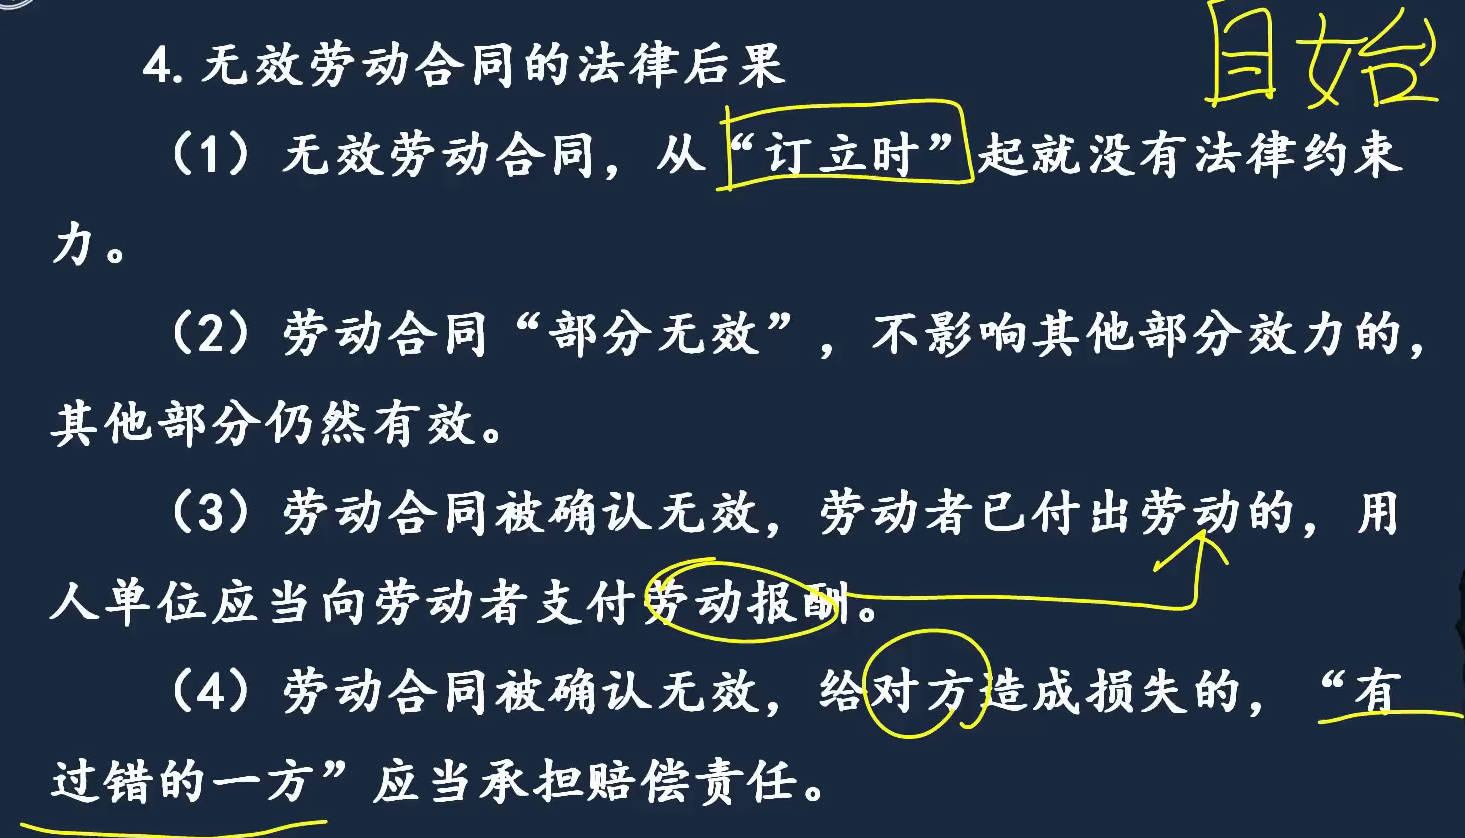 自始
4.无效劳动合同的法律后果
（1）无效劳动合同，从“订立时”起就没有法律约束
力。
（2）劳动合同“部分无效”，不影响其他部分效力的，
其他部分仍然有效。
（3）劳动合同被确认无效，劳动者已付出劳动的，用
人单位应当向劳动者支付劳动报酬。
（4）劳动合同被确认无效，给对方造成损失的，“有
过错的一方”应当承担赔偿责任。